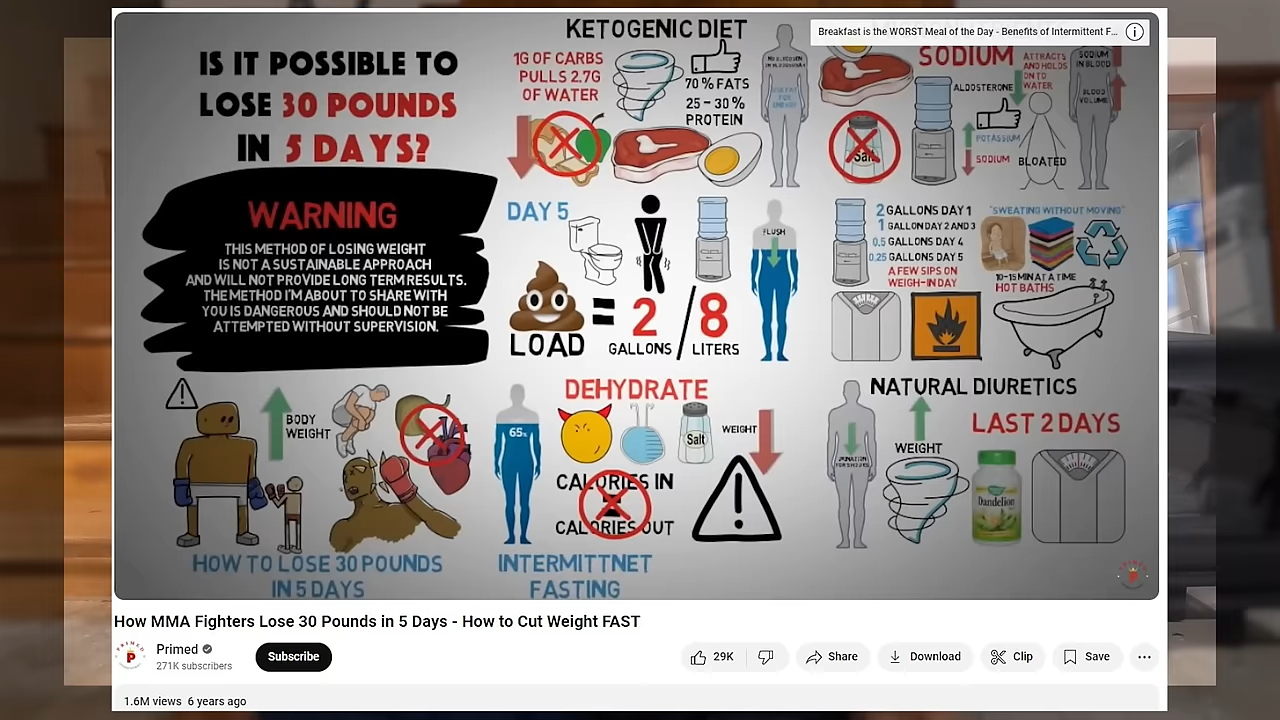 IS IT POSSIBLE TO
LOSE 30 POUNDS
IN 5 DAYS?
WARNING
THIS METHOD OF LOSING WEIGHT
IS NOT A SUSTAINABLE APPROACH
AND WILL NOT PROVIDE LONG TERM RESULTS.
THE METHOD I'M ABOUT TO SHARE WITH
YOU IS DANGEROUS AND SHOULD NOT BE
ATTEMPTED WITHOUT SUPERVISION.
BODY
WEIGHT
HOW TO LOSE 30 POUNDS
IN 5 DAYS
KETOGENIC DIET
1G OF CARBS
PULLS 2.7G
OF WATER
70% FATS
25 - 30%
PROTEIN
USE FAT
FOR
ENERGY
Breakfast is the WORST Meal of the Day - Benefits of Intermittent F...
SODIUM
ATTRACTS
AND HOLDS
ON TO
WATER
ALDOSTERONE
Salt
POTASSIUM
SODIUM
BLOATED
SODIUM
IN BLOOD
BLOOD
VOLUME
DAY 5
LOAD = 2 / 8
GALLONS LITERS
FLUSH
2 GALLONS DAY 1
1 GALLON DAY 2 AND 3
0.5 GALLONS DAY 4
0.25 GALLONS DAY 5
A FEW SIPS ON
WEIGH-IN DAY
"SWEATING WITHOUT MOVING"
10-15 MIN AT A TIME
HOT BATHS
65%
DEHYDRATE
Salt
WEIGHT
CALORIES IN
CALORIES OUT
INTERMITTNET
FASTING
NATURAL DIURETICS
WEIGHT
LAST 2 DAYS
Dandelion
How MMA Fighters Lose 30 Pounds in 5 Days - How to Cut Weight FAST
PRIMED
P
Primed
271K subscribers
Subscribe
29K
Share
Download
Clip
Save
1.6M views 6 years ago